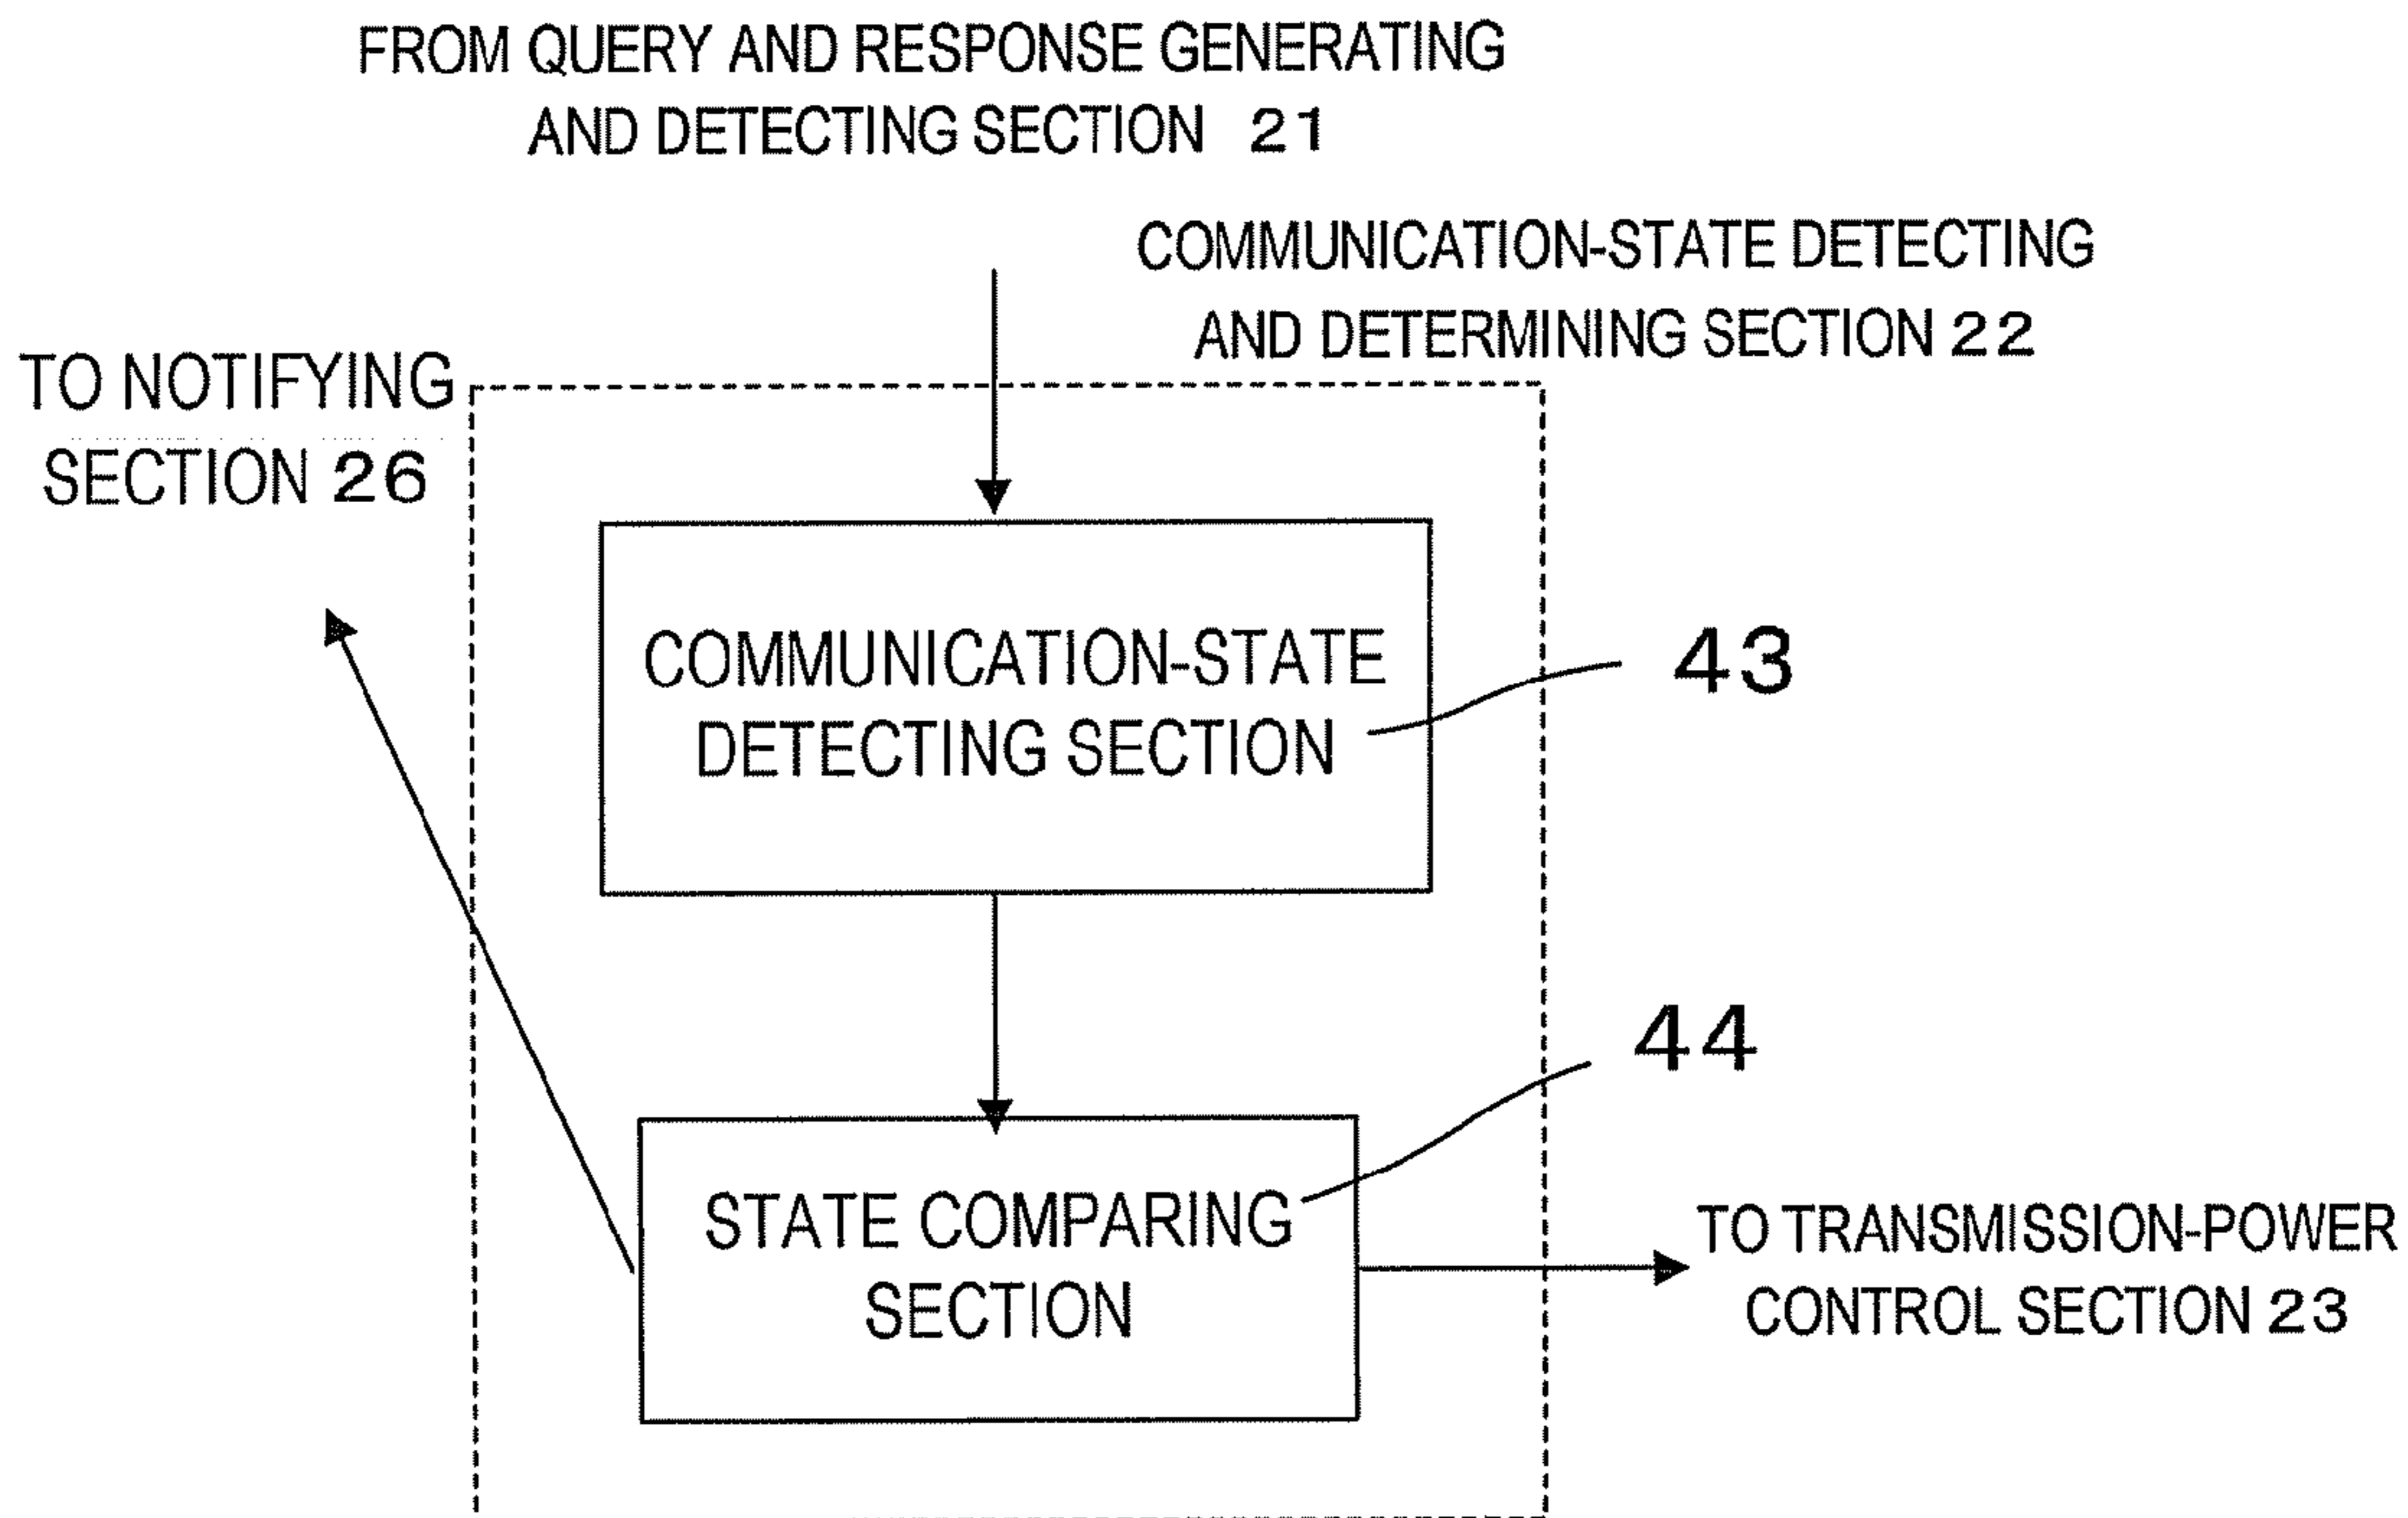 FROM QUERY AND RESPONSE GENERATING
AND DETECTING SECTION 21
COMMUNICATION-STATE DETECTING
AND DETERMINING SECTION 22
TO NOTIFYING
SECTION 26
COMMUNICATION-STATE
DETECTING SECTION
43
44
STATE COMPARING
SECTION
TO TRANSMISSION-POWER
CONTROL SECTION 23